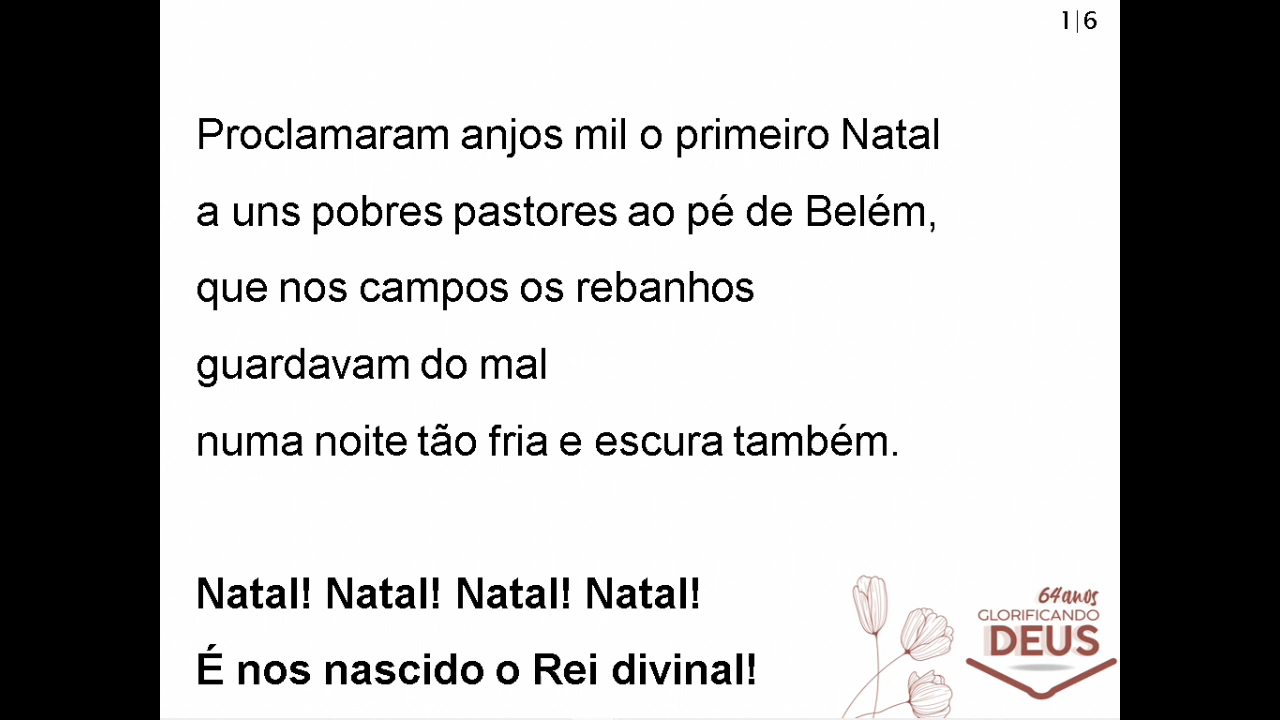 1|6
Proclamaram anjos mil o primeiro Natal
a uns pobres pastores ao pé de Belém,
que nos campos os rebanhos
guardavam do mal
numa noite tão fria e escura também.
Natal! Natal! Natal! Natal!
É nos nascido o Rei divinal!
64anos
GLORIFICANDO
DEUS